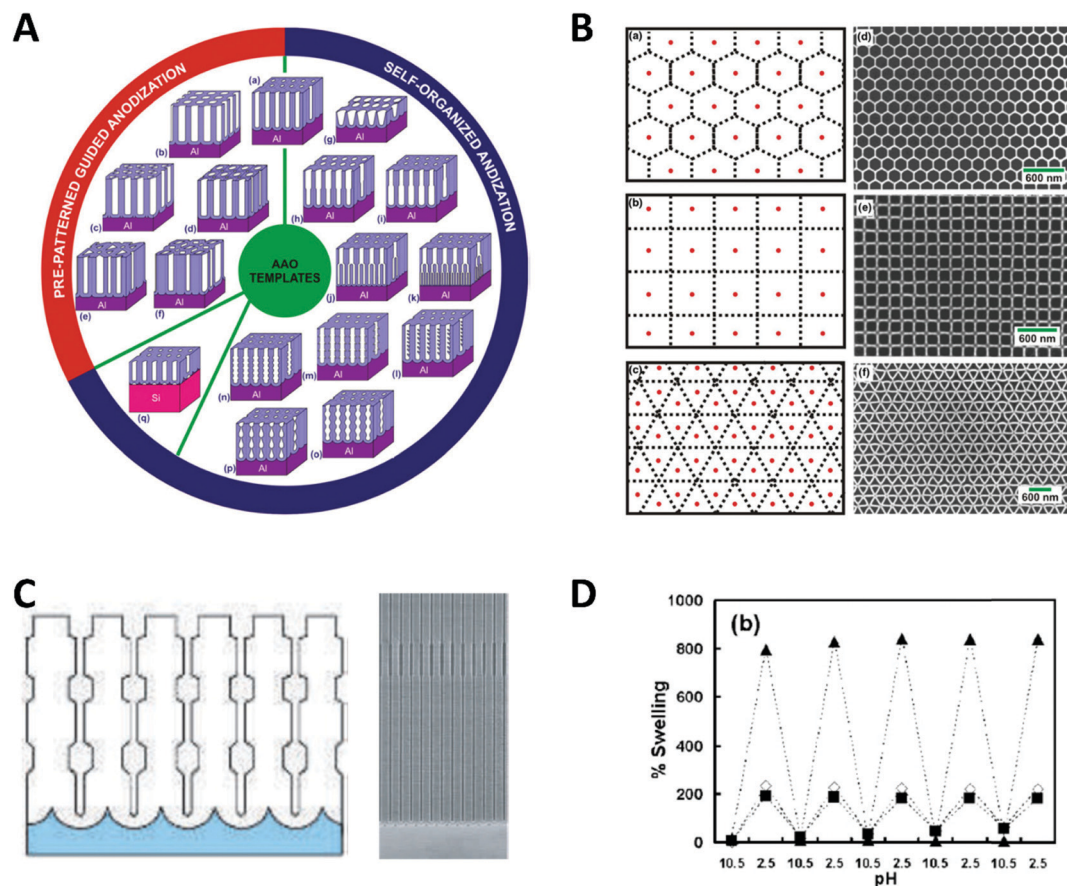 A
PRE-PATTERNED GUIDED ANODIZATION
SELF-ORGANIZED ANDIZATION
(a)
(b)
Al
Al
(g)
Al
(c)
Al
(d)
Al
(h)
Al
(i)
Al
(e)
Al
(f)
Al
AAO
TEMPLATES
(j)
Al
(k)
Al
(q)
Si
(n)
Al
(m)
Al
(l)
Al
(p)
Al
(o)
Al
B
(a)
(d)
600 nm
(b)
(e)
600 nm
(c)
(f)
600 nm
C
D
(b)
% Swelling
1000
800
600
400
200
0
10.5 2.5 10.5 2.5 10.5 2.5 10.5 2.5 10.5 2.5
pH